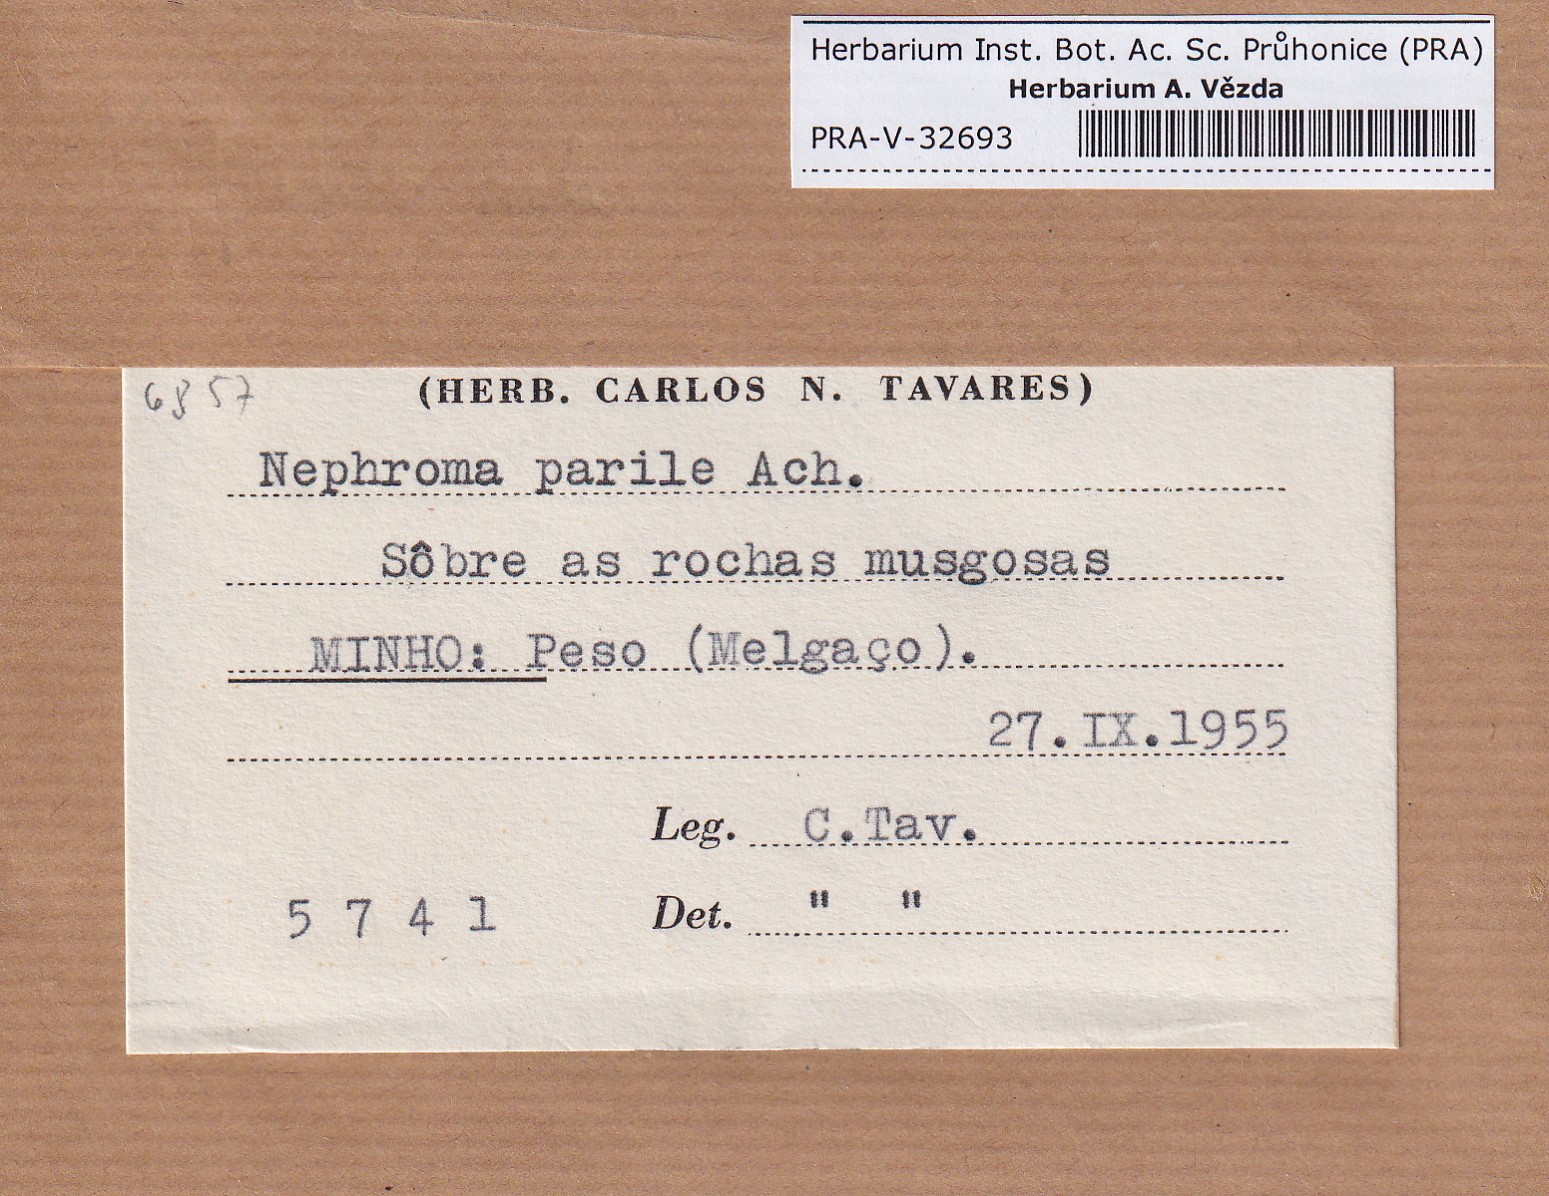 Herbarium Inst. Bot. Ac. Sc. Průhonice (PRA)
Herbarium A. Vězda
PRA-V-32693
(HERB. CARLOS N. TAVARES)
Nephroma parile Ach.
Sôbre as rochas musgosas
MINHO: Peso (Melgaço).
27.IX.1955
Leg. C.Tav.
5741 Det. " "